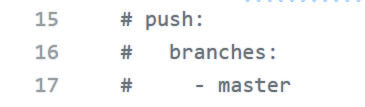 15 # push:
16 #   branches:
17 #     - master